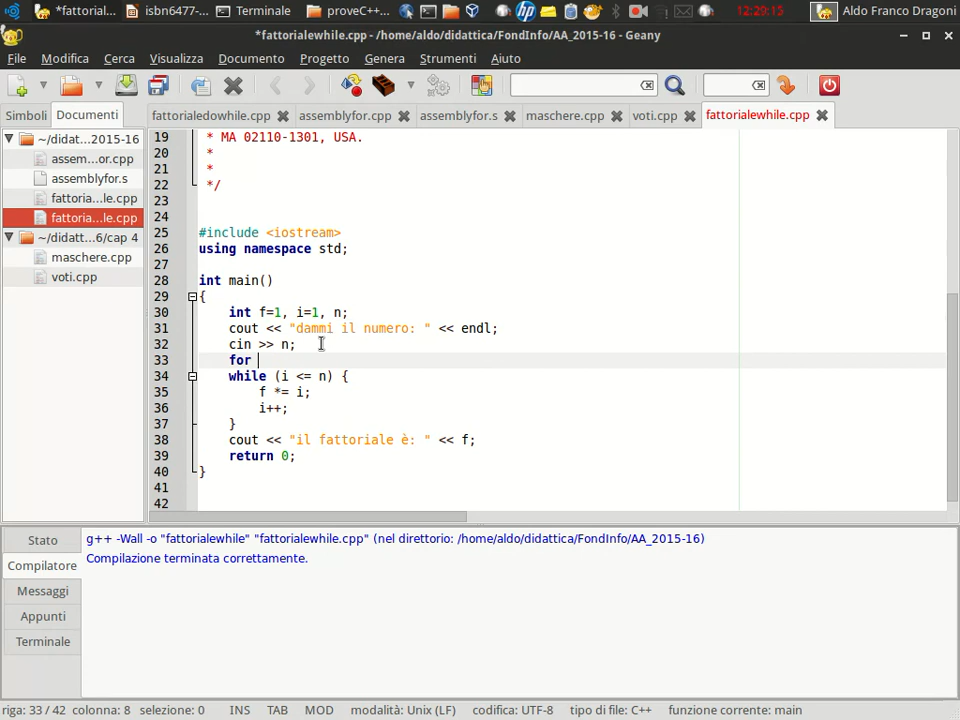 *fattorial...
isbn6477-...
Terminale
proveC++...
12:29:15
Aldo Franco Dragoni
*fattorialewhile.cpp - /home/aldo/didattica/FondInfo/AA_2015-16 - Geany
File Modifica Cerca Visualizza Documento Progetto Genera Strumenti Aiuto
Simboli Documenti
fattorialedowhile.cpp assemblyfor.cpp assemblyfor.s maschere.cpp voti.cpp fattorialewhile.cpp
~/didat...2015-16
assem...or.cpp
assemblyfor.s
fattoria...le.cpp
fattoria...le.cpp
~/didatt...6/cap 4
maschere.cpp
voti.cpp
19 * MA 02110-1301, USA.
20 *
21 *
22 */
23
24
25 #include <iostream>
26 using namespace std;
27
28 int main()
29 {
30 int f=1, i=1, n;
31 cout << "dammi il numero: " << endl;
32 cin >> n;
33 for
34 while (i <= n) {
35 f *= i;
36 i++;
37 }
38 cout << "il fattoriale è: " << f;
39 return 0;
40 }
41
42
Stato
Compilatore
Messaggi
Appunti
Terminale
g++ -Wall -o "fattorialewhile" "fattorialewhile.cpp" (nel direttorio: /home/aldo/didattica/FondInfo/AA_2015-16)
Compilazione terminata correttamente.
riga: 33 / 42 colonna: 8 selezione: 0 INS TAB MOD modalità: Unix (LF) codifica: UTF-8 tipo di file: C++ funzione corrente: main